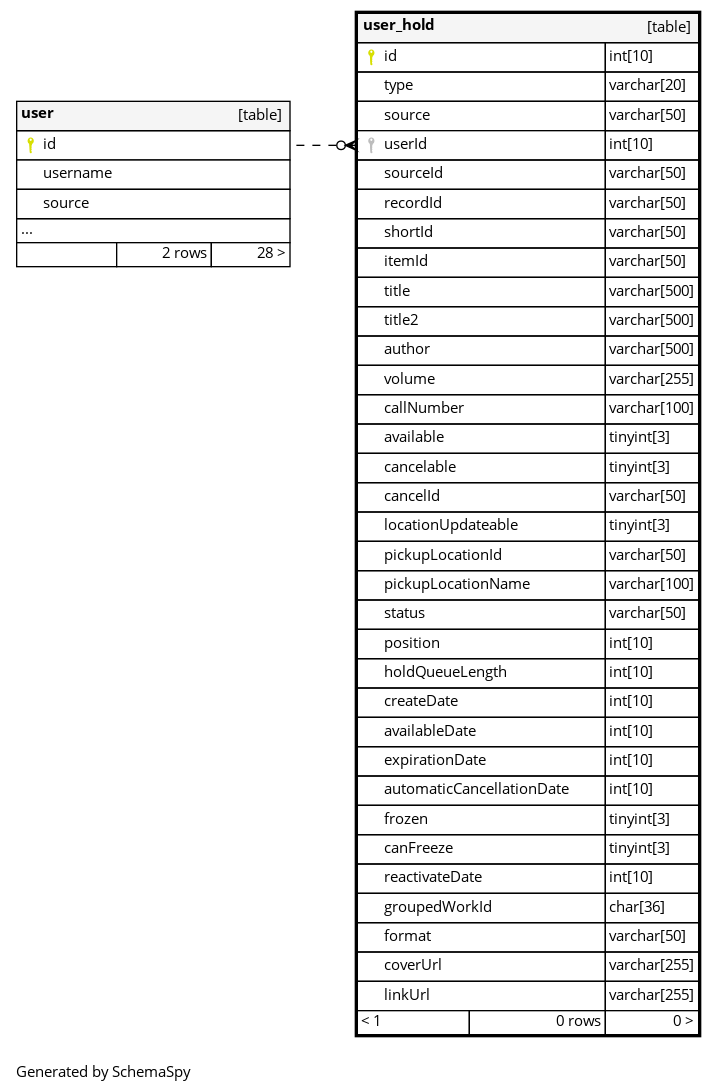 user [table]
id
username
source
...
2 rows 28 >
user_hold [table]
id int[10]
type varchar[20]
source varchar[50]
userId int[10]
sourceId varchar[50]
recordId varchar[50]
shortId varchar[50]
itemId varchar[50]
title varchar[500]
title2 varchar[500]
author varchar[500]
volume varchar[255]
callNumber varchar[100]
available tinyint[3]
cancelable tinyint[3]
cancelId varchar[50]
locationUpdateable tinyint[3]
pickupLocationId varchar[50]
pickupLocationName varchar[100]
status varchar[50]
position int[10]
holdQueueLength int[10]
createDate int[10]
availableDate int[10]
expirationDate int[10]
automaticCancellationDate int[10]
frozen tinyint[3]
canFreeze tinyint[3]
reactivateDate int[10]
groupedWorkId char[36]
format varchar[50]
coverUrl varchar[255]
linkUrl varchar[255]
< 1 0 rows 0 >
Generated by SchemaSpy